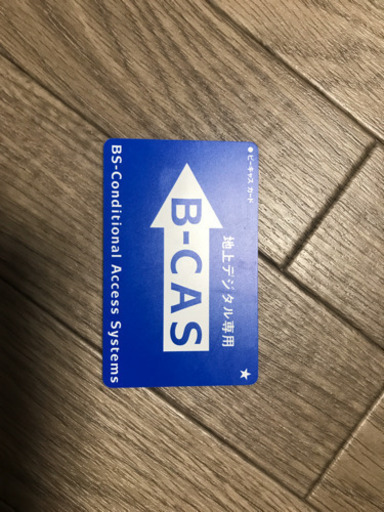 ●ビーキャス カード
地上デジタル専用
B-CAS
★
BS-Conditional Access Systems